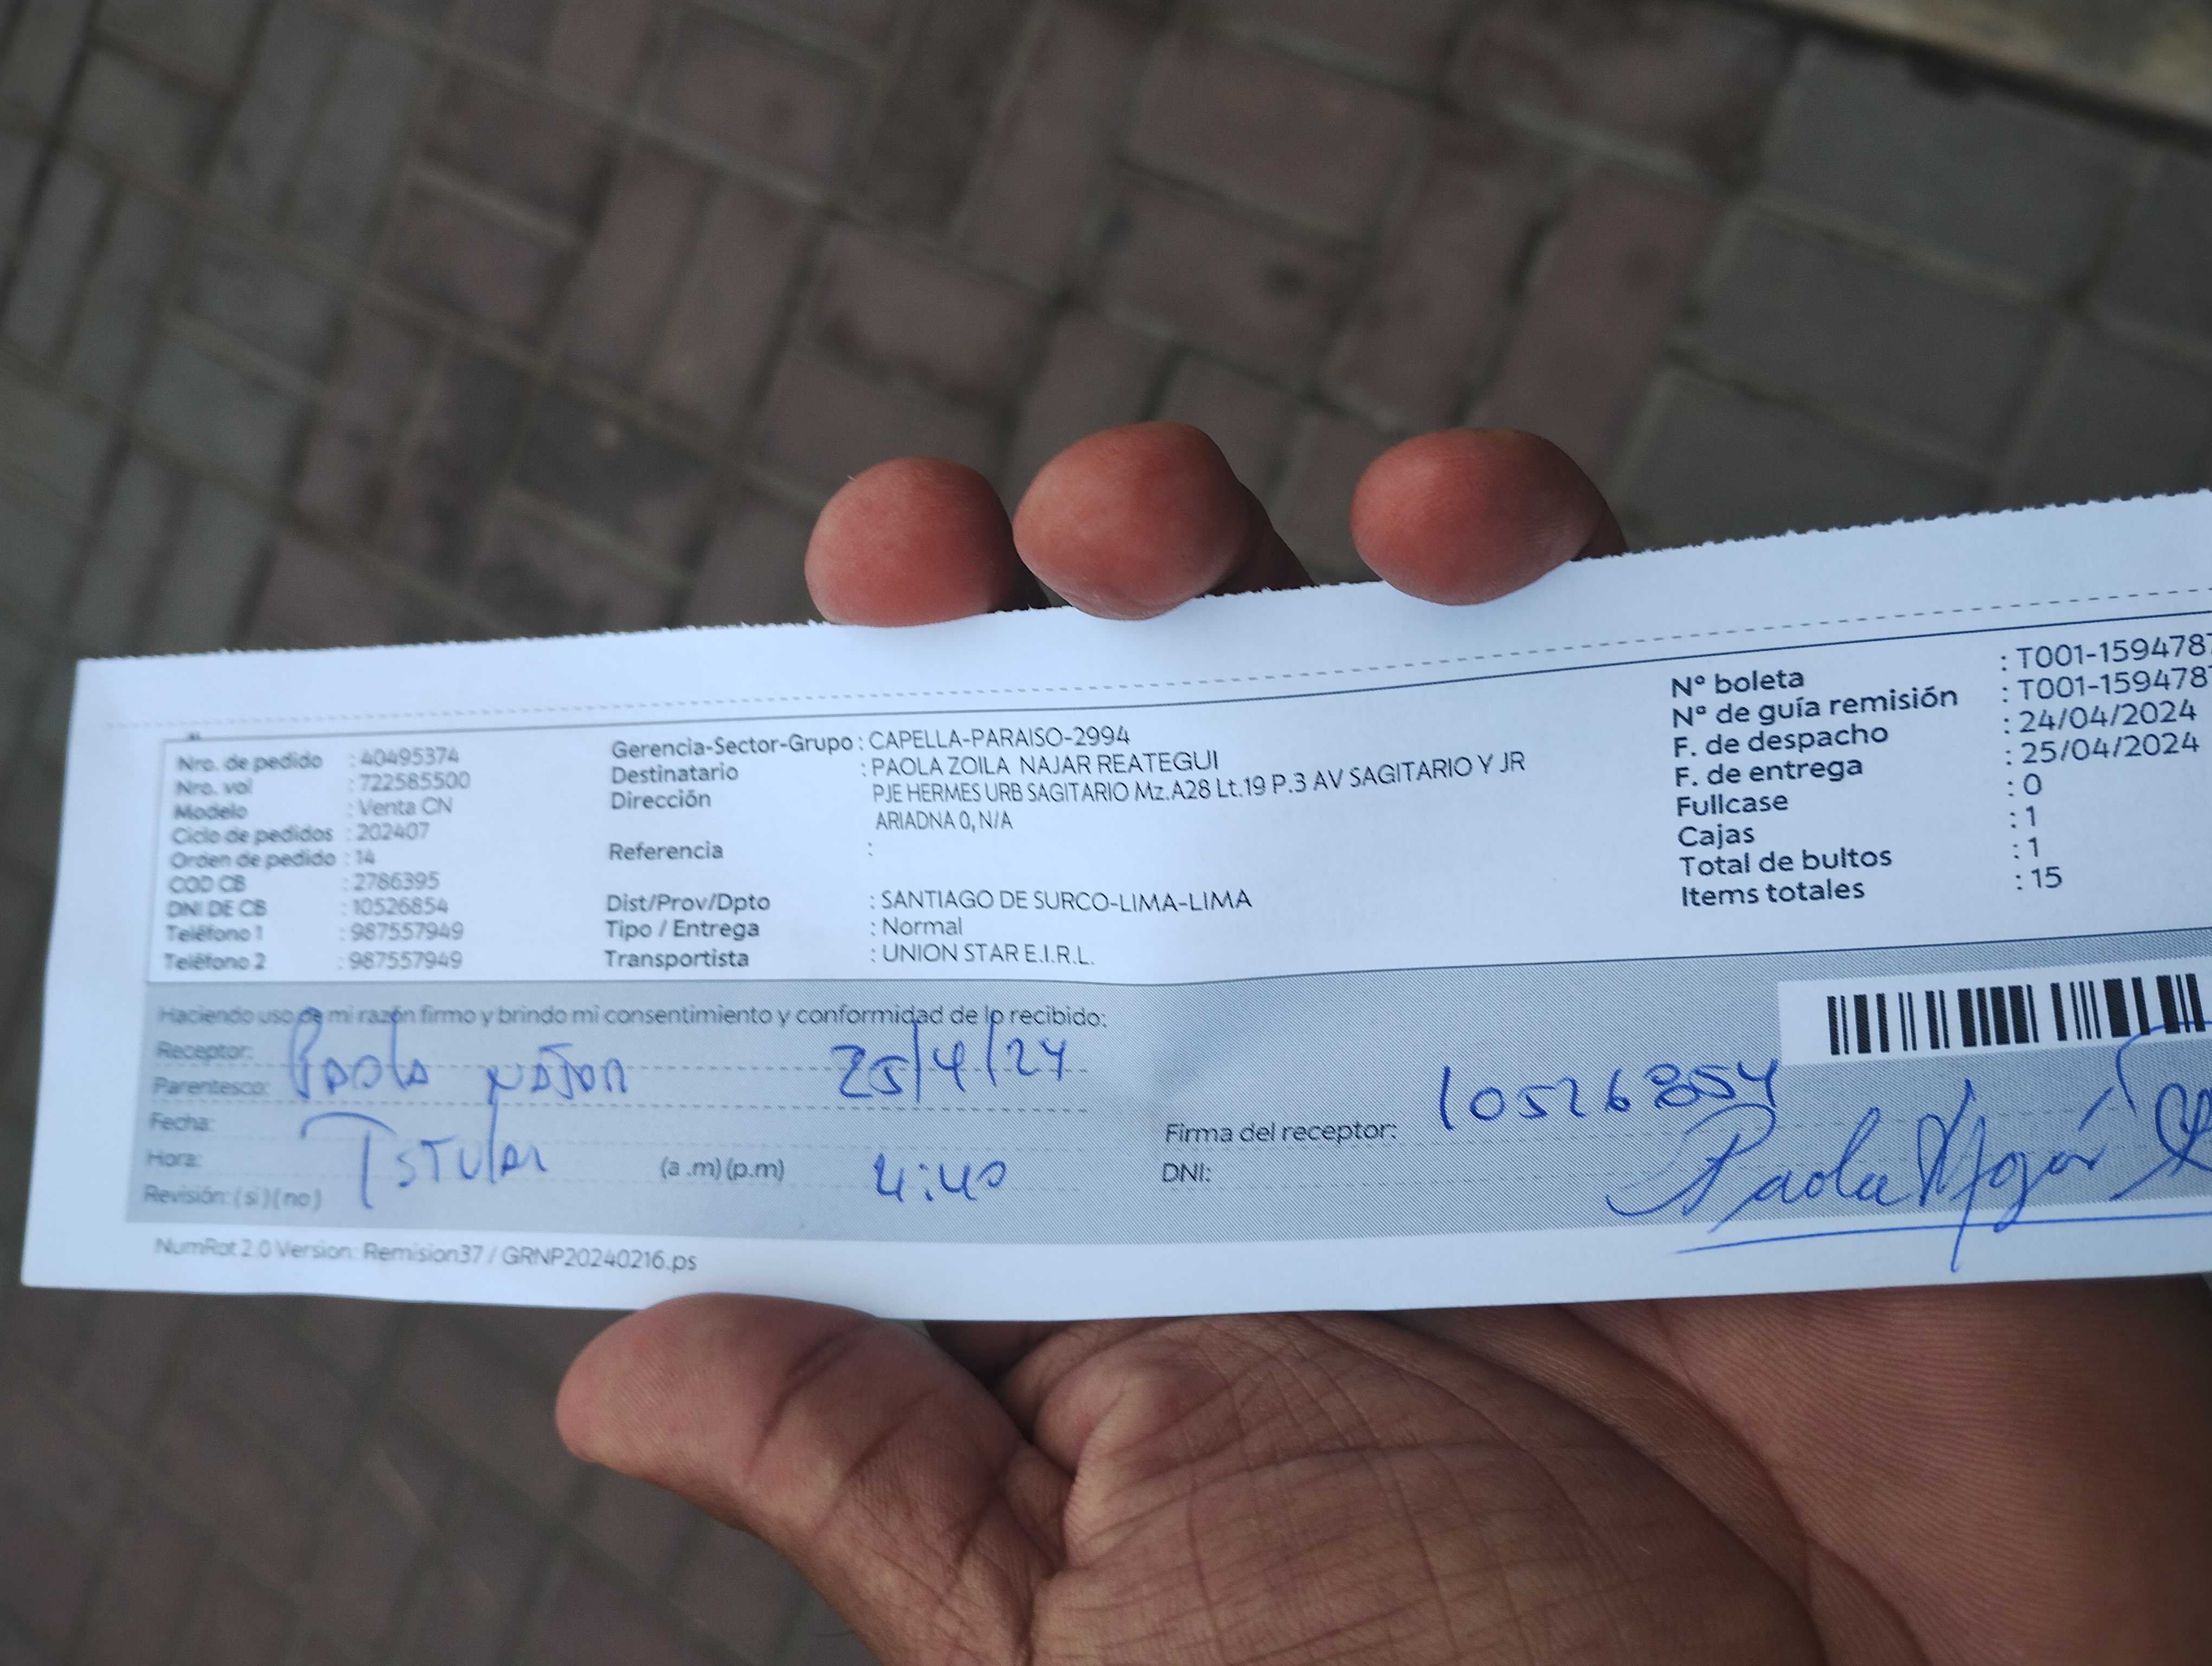 Nro. de pedido : 40495374
Nro. vol : 722585500
Modelo : Venta CN
Ciclo de pedidos : 202407
Orden de pedido : 14
COD CB : 2786395
DNI DE CB : 10526854
Teléfono 1 : 987557949
Teléfono 2 : 987557949
Gerencia-Sector-Grupo : CAPELLA-PARAISO-2994
Destinatario : PAOLA ZOILA NAJAR REATEGUI
Dirección PJE HERMES URB SAGITARIO Mz.A28 Lt.19 P.3 AV SAGITARIO Y JR
ARIADNA 0, N/A
Referencia :
Dist/Prov/Dpto : SANTIAGO DE SURCO-LIMA-LIMA
Tipo / Entrega : Normal
Transportista : UNION STAR E.I.R.L.
N° boleta : T001-159478
N° de guía remisión : T001-159478
F. de despacho : 24/04/2024
F. de entrega : 25/04/2024
Fullcase : 0
Cajas : 1
Total de bultos : 1
Items totales : 15
Haciendo uso de mi razón firmo y brindo mi consentimiento y conformidad de lo recibido:
Receptor: Paola Najar 25/4/24
Parentesco:
Fecha:
Hora: (a .m) (p.m) 4:40
Revisión: ( si ) ( no )
Firma del receptor: 10526854
DNI: Paola Najar
NumRot 2.0 Version: Remision37 / GRNP20240216.ps